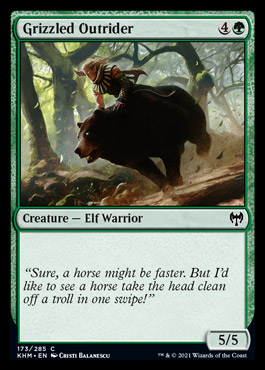 Grizzled Outrider 4
Creature — Elf Warrior
“Sure, a horse might be faster. But I’d
like to see a horse take the head clean
off a troll in one swipe!”
5/5
173/285 C
KHM • EN Cristi Balanescu
™ & © 2021 Wizards of the Coast